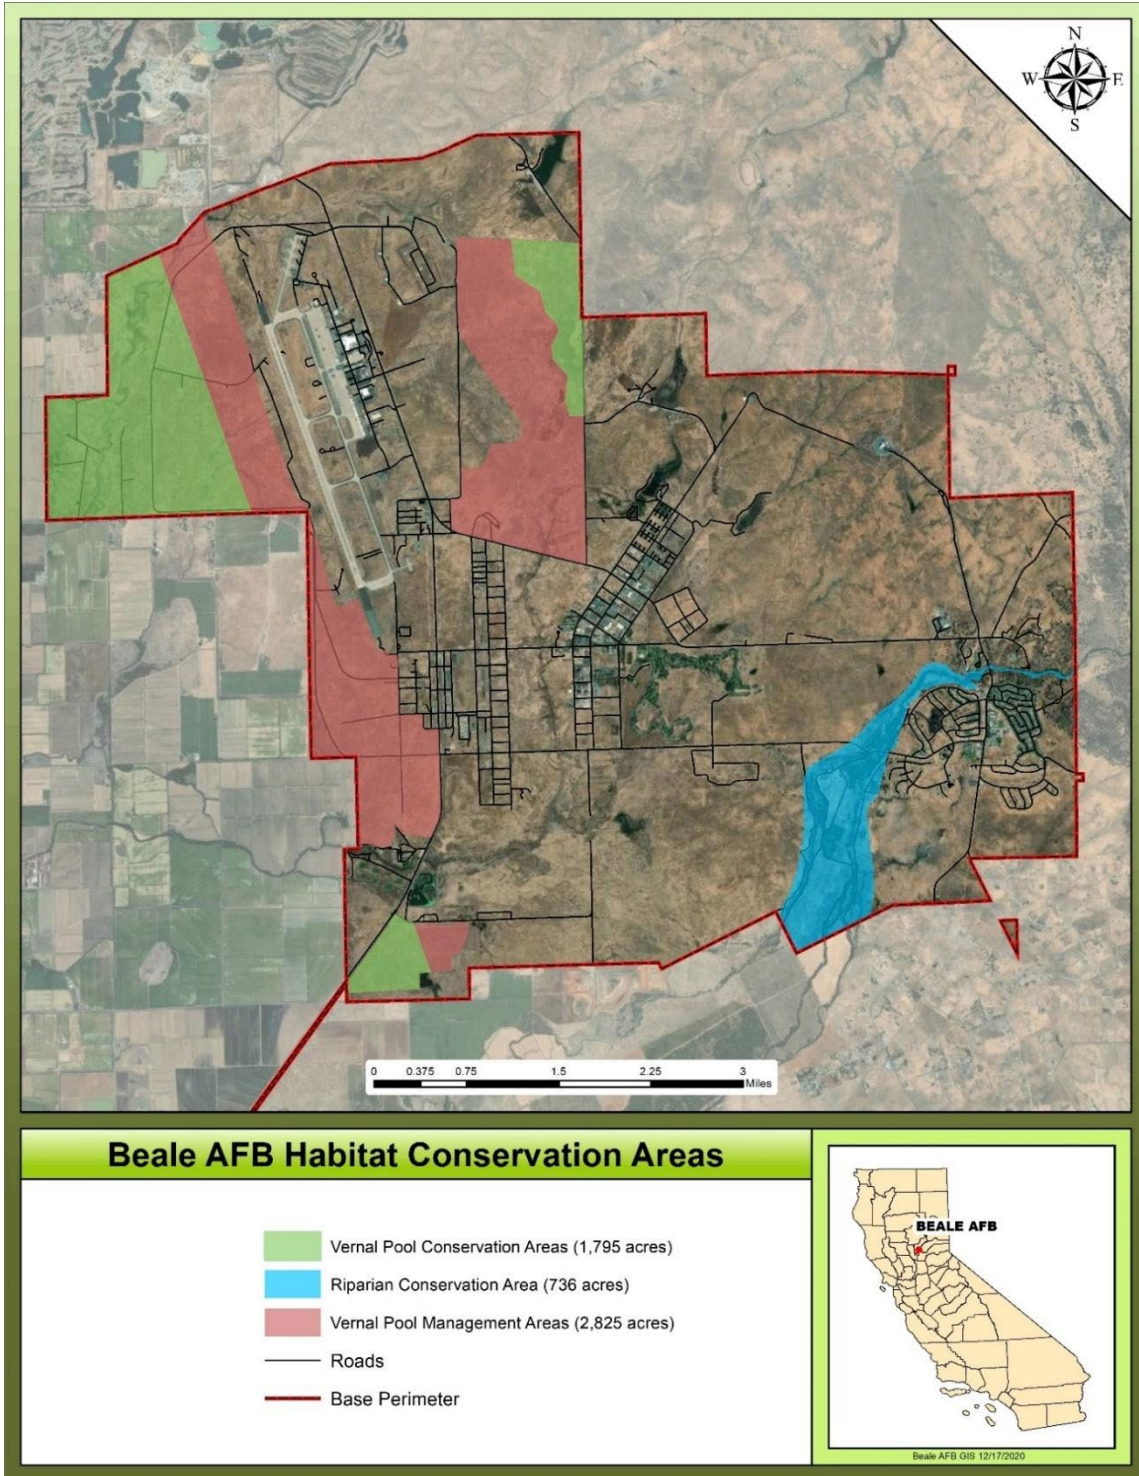 N
W E
S
0 0.375 0.75 1.5 2.25 3
Miles
Beale AFB Habitat Conservation Areas
Vernal Pool Conservation Areas (1,795 acres)
Riparian Conservation Area (736 acres)
Vernal Pool Management Areas (2,825 acres)
Roads
Base Perimeter
BEALE AFB
Beale AFB GIS 12/17/2020